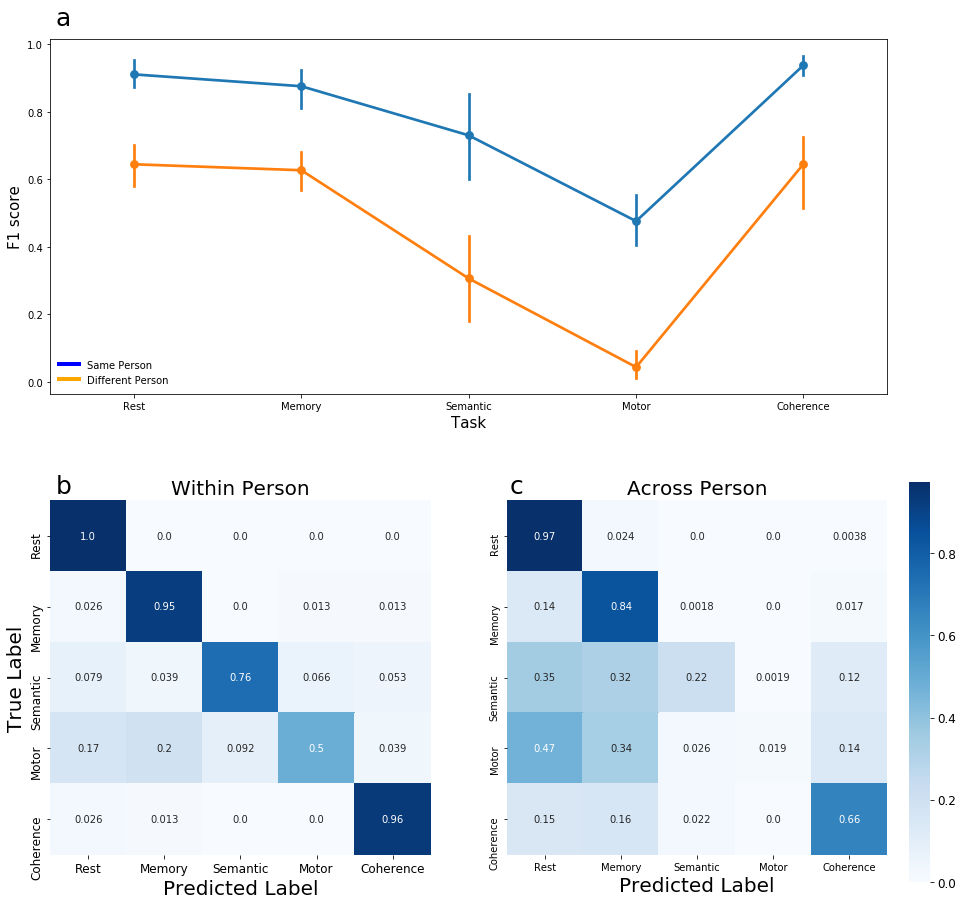 a
1.0
0.8
0.6
0.4
0.2
0.0
F1 score
Same Person
Different Person
Rest Memory Semantic Motor Coherence
Task
b Within Person
True Label
Rest 1.0 0.0 0.0 0.0 0.0
Memory 0.026 0.95 0.0 0.013 0.013
Semantic 0.079 0.039 0.76 0.066 0.053
Motor 0.17 0.2 0.092 0.5 0.039
Coherence 0.026 0.013 0.0 0.0 0.96
Rest Memory Semantic Motor Coherence
Predicted Label
c Across Person
Rest 0.97 0.024 0.0 0.0 0.0038
Memory 0.14 0.84 0.0018 0.0 0.017
Semantic 0.35 0.32 0.22 0.0019 0.12
Motor 0.47 0.34 0.026 0.019 0.14
Coherence 0.15 0.16 0.022 0.0 0.66
Rest Memory Semantic Motor Coherence
Predicted Label
0.8
0.6
0.4
0.2
0.0